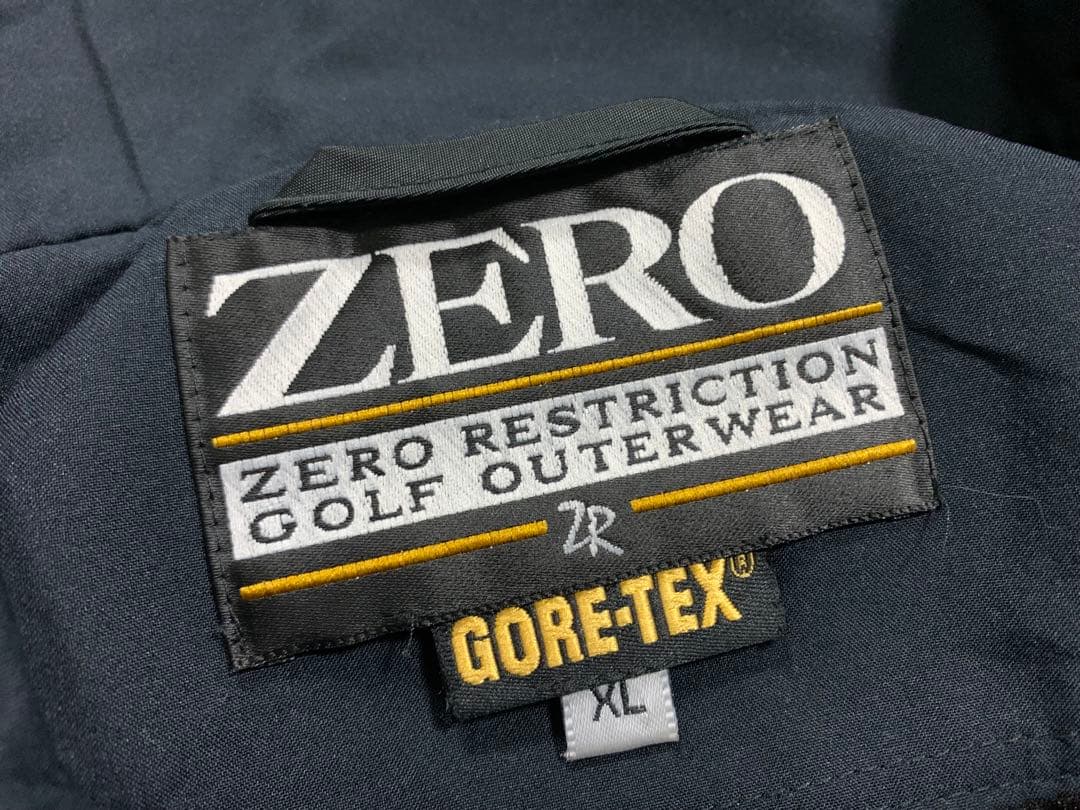 ZERO
ZERO RESTRICTION
GOLF OUTERWEAR
ZR
GORE-TEX®
XL